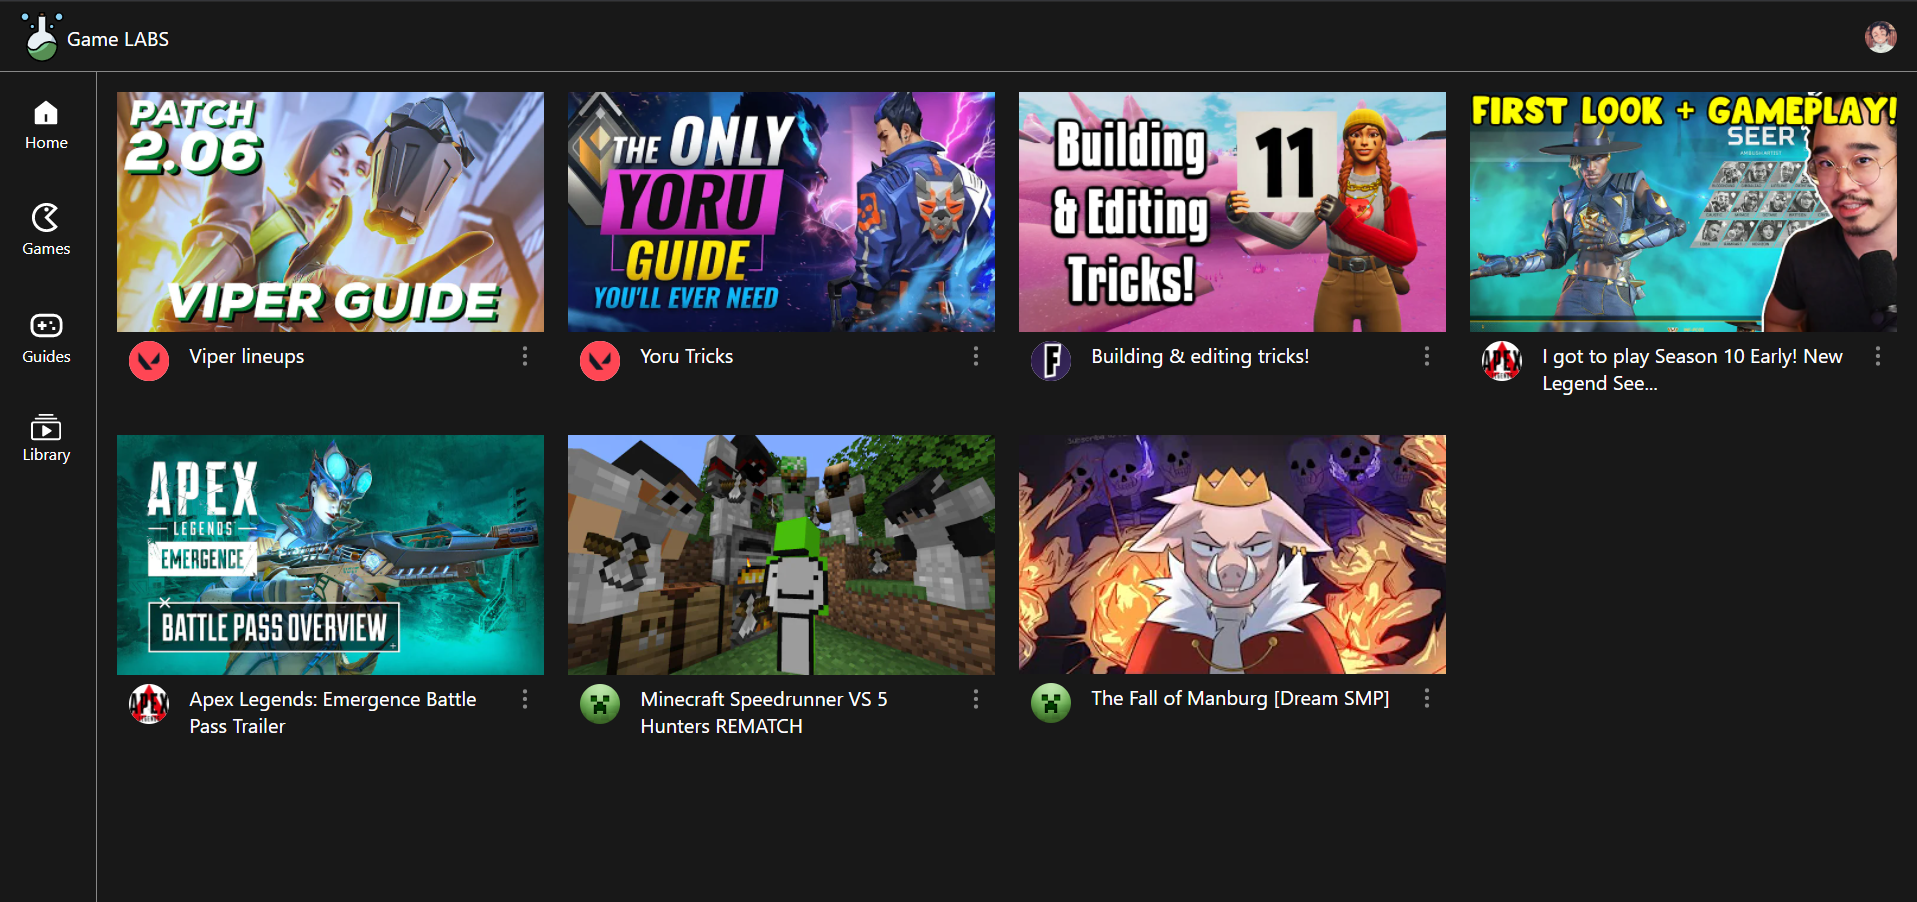 Game LABS
Home
Games
Guides
Library
PATCH
2.06
VIPER GUIDE
Viper lineups
THE ONLY
YORU
GUIDE
YOU'LL EVER NEED
Yoru Tricks
Building
& Editing
Tricks!
11
Building & editing tricks!
FIRST LOOK + GAMEPLAY!
SEER
AMBUSH ARTIST
I got to play Season 10 Early! New
Legend See...
APEX
LEGENDS
EMERGENCE
BATTLE PASS OVERVIEW
Apex Legends: Emergence Battle
Pass Trailer
Minecraft Speedrunner VS 5
Hunters REMATCH
The Fall of Manburg [Dream SMP]